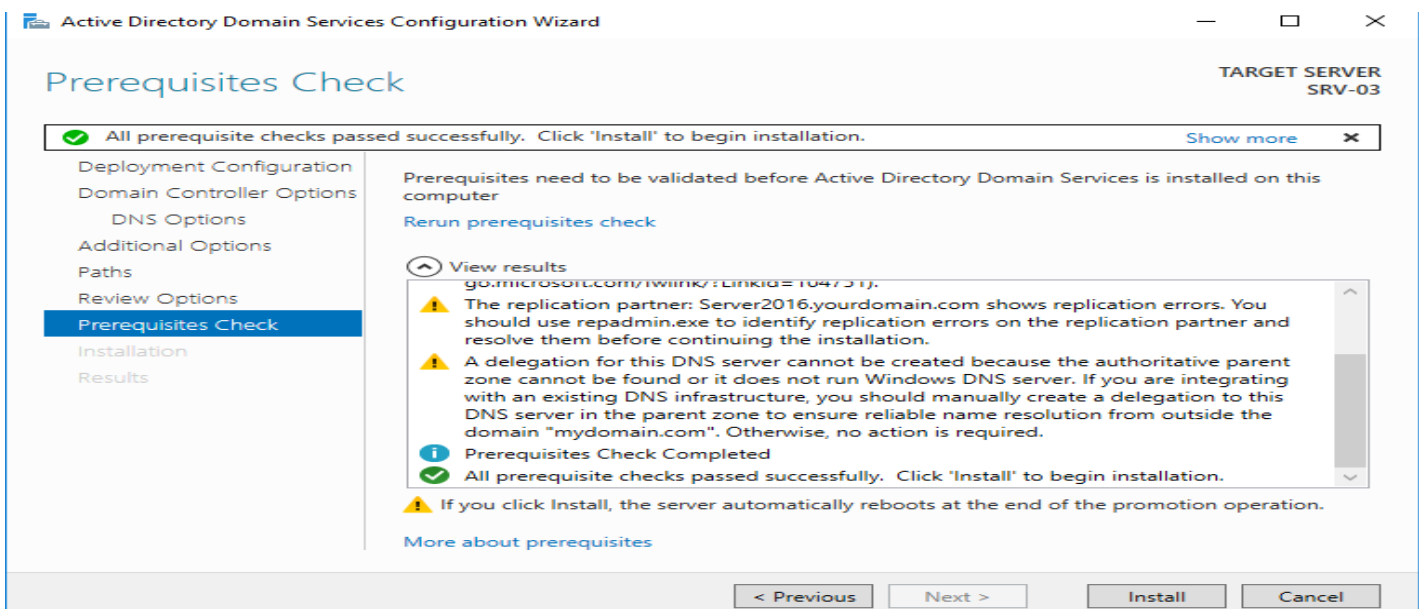 Active Directory Domain Services Configuration Wizard
Prerequisites Check
TARGET SERVER
SRV-03
All prerequisite checks passed successfully. Click 'Install' to begin installation.
Show more
Deployment Configuration
Domain Controller Options
DNS Options
Additional Options
Paths
Review Options
Prerequisites Check
Installation
Results
Prerequisites need to be validated before Active Directory Domain Services is installed on this
computer
Rerun prerequisites check
View results
go.microsoft.com/fwlink/?LinkId=104751).
The replication partner: Server2016.yourdomain.com shows replication errors. You
should use repadmin.exe to identify replication errors on the replication partner and
resolve them before continuing the installation.
A delegation for this DNS server cannot be created because the authoritative parent
zone cannot be found or it does not run Windows DNS server. If you are integrating
with an existing DNS infrastructure, you should manually create a delegation to this
DNS server in the parent zone to ensure reliable name resolution from outside the
domain "mydomain.com". Otherwise, no action is required.
Prerequisites Check Completed
All prerequisite checks passed successfully. Click 'Install' to begin installation.
If you click Install, the server automatically reboots at the end of the promotion operation.
More about prerequisites
< Previous
Next >
Install
Cancel